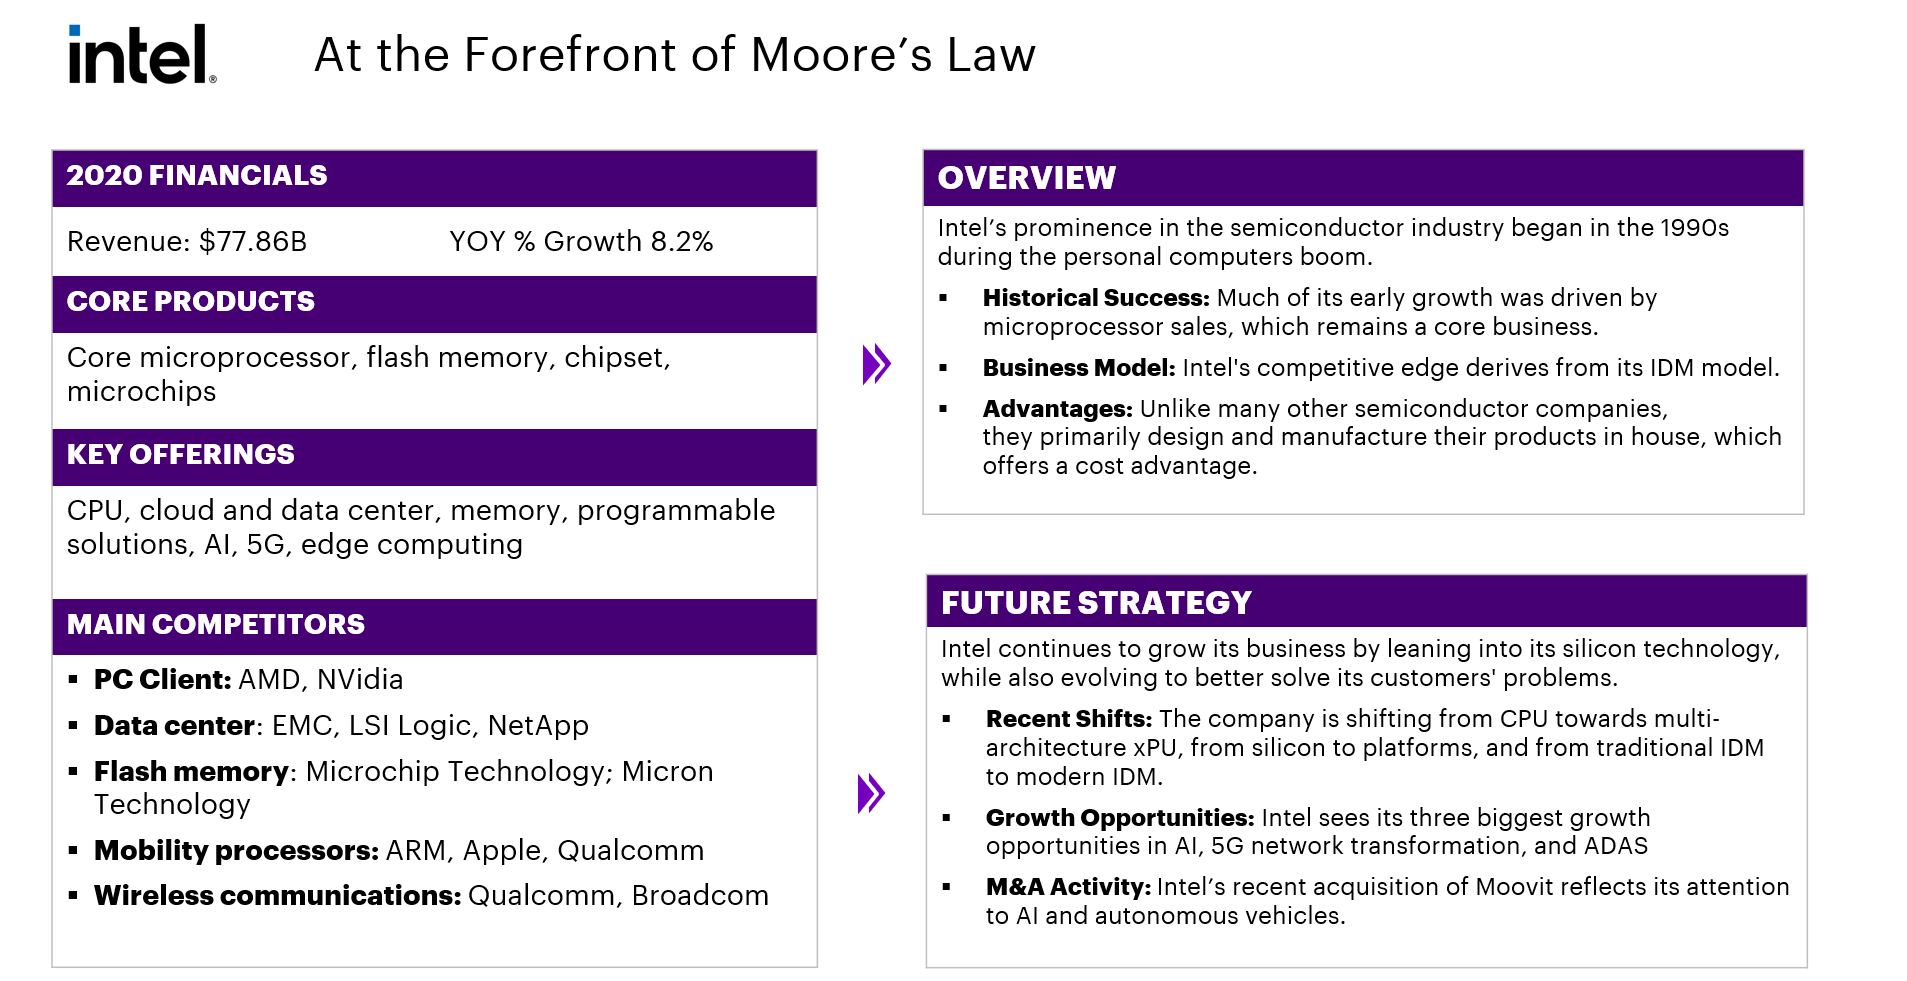 intel®
At the Forefront of Moore’s Law
2020 FINANCIALS
Revenue: $77.86B YOY % Growth 8.2%
CORE PRODUCTS
Core microprocessor, flash memory, chipset,
microchips
KEY OFFERINGS
CPU, cloud and data center, memory, programmable
solutions, AI, 5G, edge computing
MAIN COMPETITORS
▪ PC Client: AMD, NVidia
▪ Data center: EMC, LSI Logic, NetApp
▪ Flash memory: Microchip Technology; Micron
Technology
▪ Mobility processors: ARM, Apple, Qualcomm
▪ Wireless communications: Qualcomm, Broadcom
OVERVIEW
Intel’s prominence in the semiconductor industry began in the 1990s
during the personal computers boom.
▪ Historical Success: Much of its early growth was driven by
microprocessor sales, which remains a core business.
▪ Business Model: Intel's competitive edge derives from its IDM model.
▪ Advantages: Unlike many other semiconductor companies,
they primarily design and manufacture their products in house, which
offers a cost advantage.
FUTURE STRATEGY
Intel continues to grow its business by leaning into its silicon technology,
while also evolving to better solve its customers' problems.
▪ Recent Shifts: The company is shifting from CPU towards multi-
architecture xPU, from silicon to platforms, and from traditional IDM
to modern IDM.
▪ Growth Opportunities: Intel sees its three biggest growth
opportunities in AI, 5G network transformation, and ADAS
▪ M&A Activity: Intel’s recent acquisition of Moovit reflects its attention
to AI and autonomous vehicles.